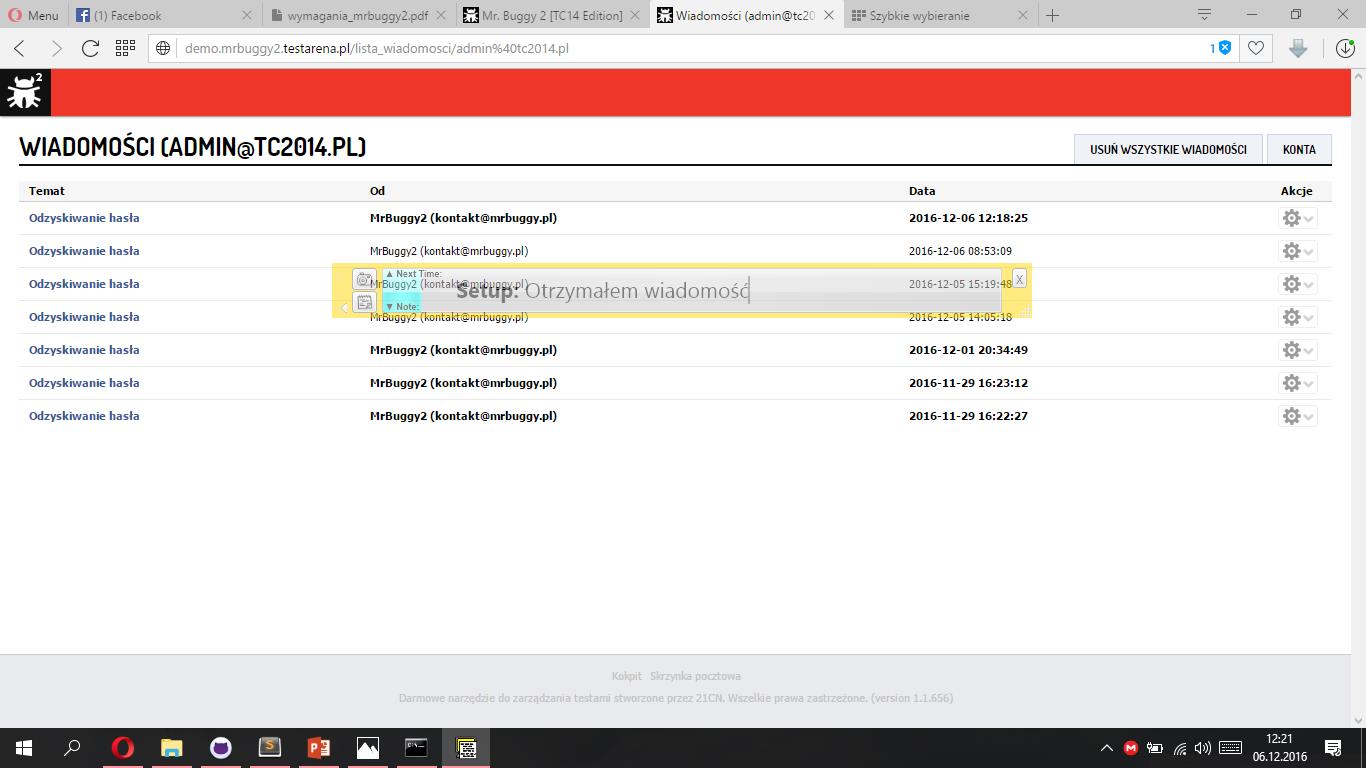 Menu (1) Facebook wymagania_mrbuggy2.pdf Mr. Buggy 2 [TC14 Edition] Wiadomości (admin@tc20 Szybkie wybieranie
demo.mrbuggy2.testarena.pl/lista_wiadomosci/admin%40tc2014.pl 1
2
WIADOMOŚCI (ADMIN@TC2014.PL) USUŃ WSZYSTKIE WIADOMOŚCI KONTA
Temat Od Data Akcje
Odzyskiwanie hasła MrBuggy2 (kontakt@mrbuggy.pl) 2016-12-06 12:18:25
Odzyskiwanie hasła MrBuggy2 (kontakt@mrbuggy.pl) 2016-12-06 08:53:09
▲ Next Time: X
Odzyskiwanie hasła MrBuggy2 (kontakt@mrbuggy.pl) 2016-12-05 15:19:48
Setup: Otrzymałem wiadomość
▼ Note:
Odzyskiwanie hasła MrBuggy2 (kontakt@mrbuggy.pl) 2016-12-05 14:05:18
Odzyskiwanie hasła MrBuggy2 (kontakt@mrbuggy.pl) 2016-12-01 20:34:49
Odzyskiwanie hasła MrBuggy2 (kontakt@mrbuggy.pl) 2016-11-29 16:23:12
Odzyskiwanie hasła MrBuggy2 (kontakt@mrbuggy.pl) 2016-11-29 16:22:27
Kokpit Skrzynka pocztowa
Darmowe narzędzie do zarządzania testami stworzone przez 21CN. Wszelkie prawa zastrzeżone. (version 1.1.656)
12:21
06.12.2016